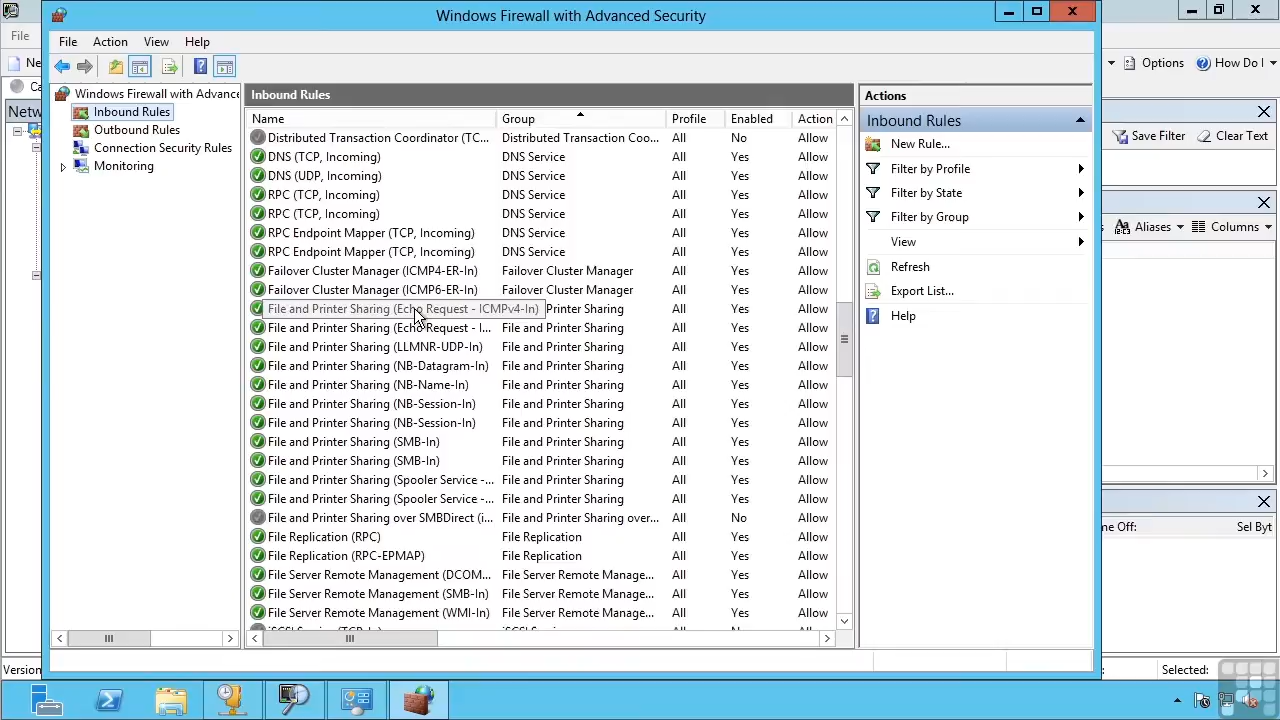 Windows Firewall with Advanced Security
File Action View Help
File
Ne
Options
How Do I
Ca
Netw
Windows Firewall with Advance
Inbound Rules
Outbound Rules
Connection Security Rules
Monitoring
Inbound Rules
Name Group Profile Enabled Action
Distributed Transaction Coordinator (TC... Distributed Transaction Coo... All No Allow
DNS (TCP, Incoming) DNS Service All Yes Allow
DNS (UDP, Incoming) DNS Service All Yes Allow
RPC (TCP, Incoming) DNS Service All Yes Allow
RPC (TCP, Incoming) DNS Service All Yes Allow
RPC Endpoint Mapper (TCP, Incoming) DNS Service All Yes Allow
RPC Endpoint Mapper (TCP, Incoming) DNS Service All Yes Allow
Failover Cluster Manager (ICMP4-ER-In) Failover Cluster Manager All Yes Allow
Failover Cluster Manager (ICMP6-ER-In) Failover Cluster Manager All Yes Allow
File and Printer Sharing (Echo Request - ICMPv4-In) Printer Sharing All Yes Allow
File and Printer Sharing (Echo Request - I... File and Printer Sharing All Yes Allow
File and Printer Sharing (LLMNR-UDP-In) File and Printer Sharing All Yes Allow
File and Printer Sharing (NB-Datagram-In) File and Printer Sharing All Yes Allow
File and Printer Sharing (NB-Name-In) File and Printer Sharing All Yes Allow
File and Printer Sharing (NB-Session-In) File and Printer Sharing All Yes Allow
File and Printer Sharing (NB-Session-In) File and Printer Sharing All Yes Allow
File and Printer Sharing (SMB-In) File and Printer Sharing All Yes Allow
File and Printer Sharing (SMB-In) File and Printer Sharing All Yes Allow
File and Printer Sharing (Spooler Service -... File and Printer Sharing All Yes Allow
File and Printer Sharing (Spooler Service -... File and Printer Sharing All Yes Allow
File and Printer Sharing over SMBDirect (i... File and Printer Sharing over... All No Allow
File Replication (RPC) File Replication All Yes Allow
File Replication (RPC-EPMAP) File Replication All Yes Allow
File Server Remote Management (DCOM... File Server Remote Manage... All Yes Allow
File Server Remote Management (SMB-In) File Server Remote Manage... All Yes Allow
File Server Remote Management (WMI-In) File Server Remote Manage... All Yes Allow
Actions
Inbound Rules
New Rule...
Filter by Profile
Filter by State
Filter by Group
View
Refresh
Export List...
Help
Save Filter Clear Text
s Aliases Columns
me Off: Sel Byt
Version
: Selected: